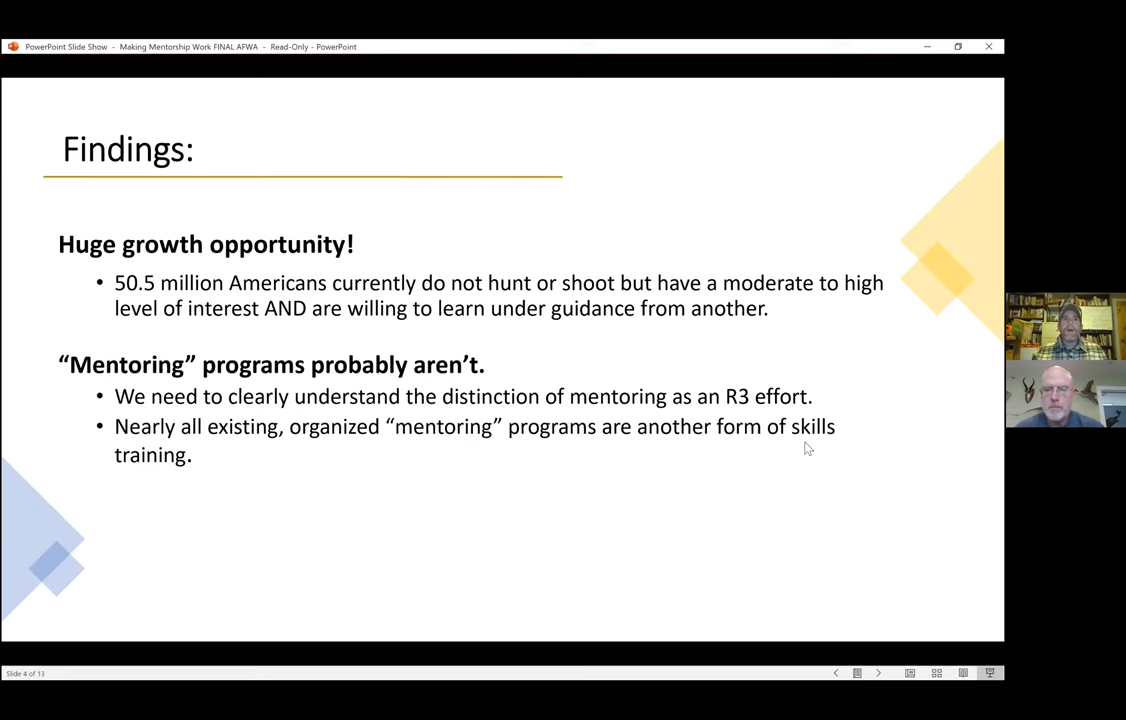 PowerPoint Slide Show - Making Mentorship Work FINAL AFWA - Read-Only - PowerPoint
Findings:
Huge growth opportunity!
• 50.5 million Americans currently do not hunt or shoot but have a moderate to high
level of interest AND are willing to learn under guidance from another.
“Mentoring” programs probably aren’t.
• We need to clearly understand the distinction of mentoring as an R3 effort.
• Nearly all existing, organized “mentoring” programs are another form of skills
training.
Slide 4 of 13